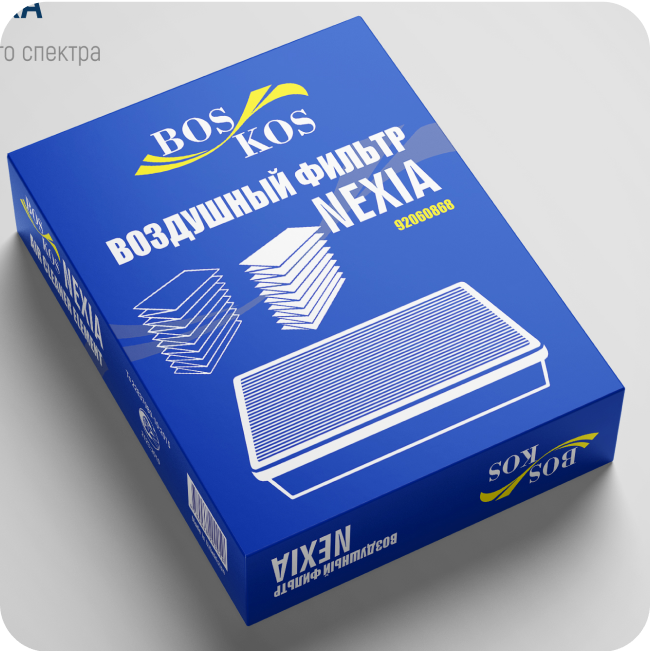 го спектра
BOS
KOS
ВОЗДУШНЫЙ ФИЛЬТР
NEXIA
92060868
BOS
KOS
NEXIA
AIR CLEANER ELEMENT
BOS
KOS
ВОЗДУШНЫЙ ФИЛЬТР
NEXIA